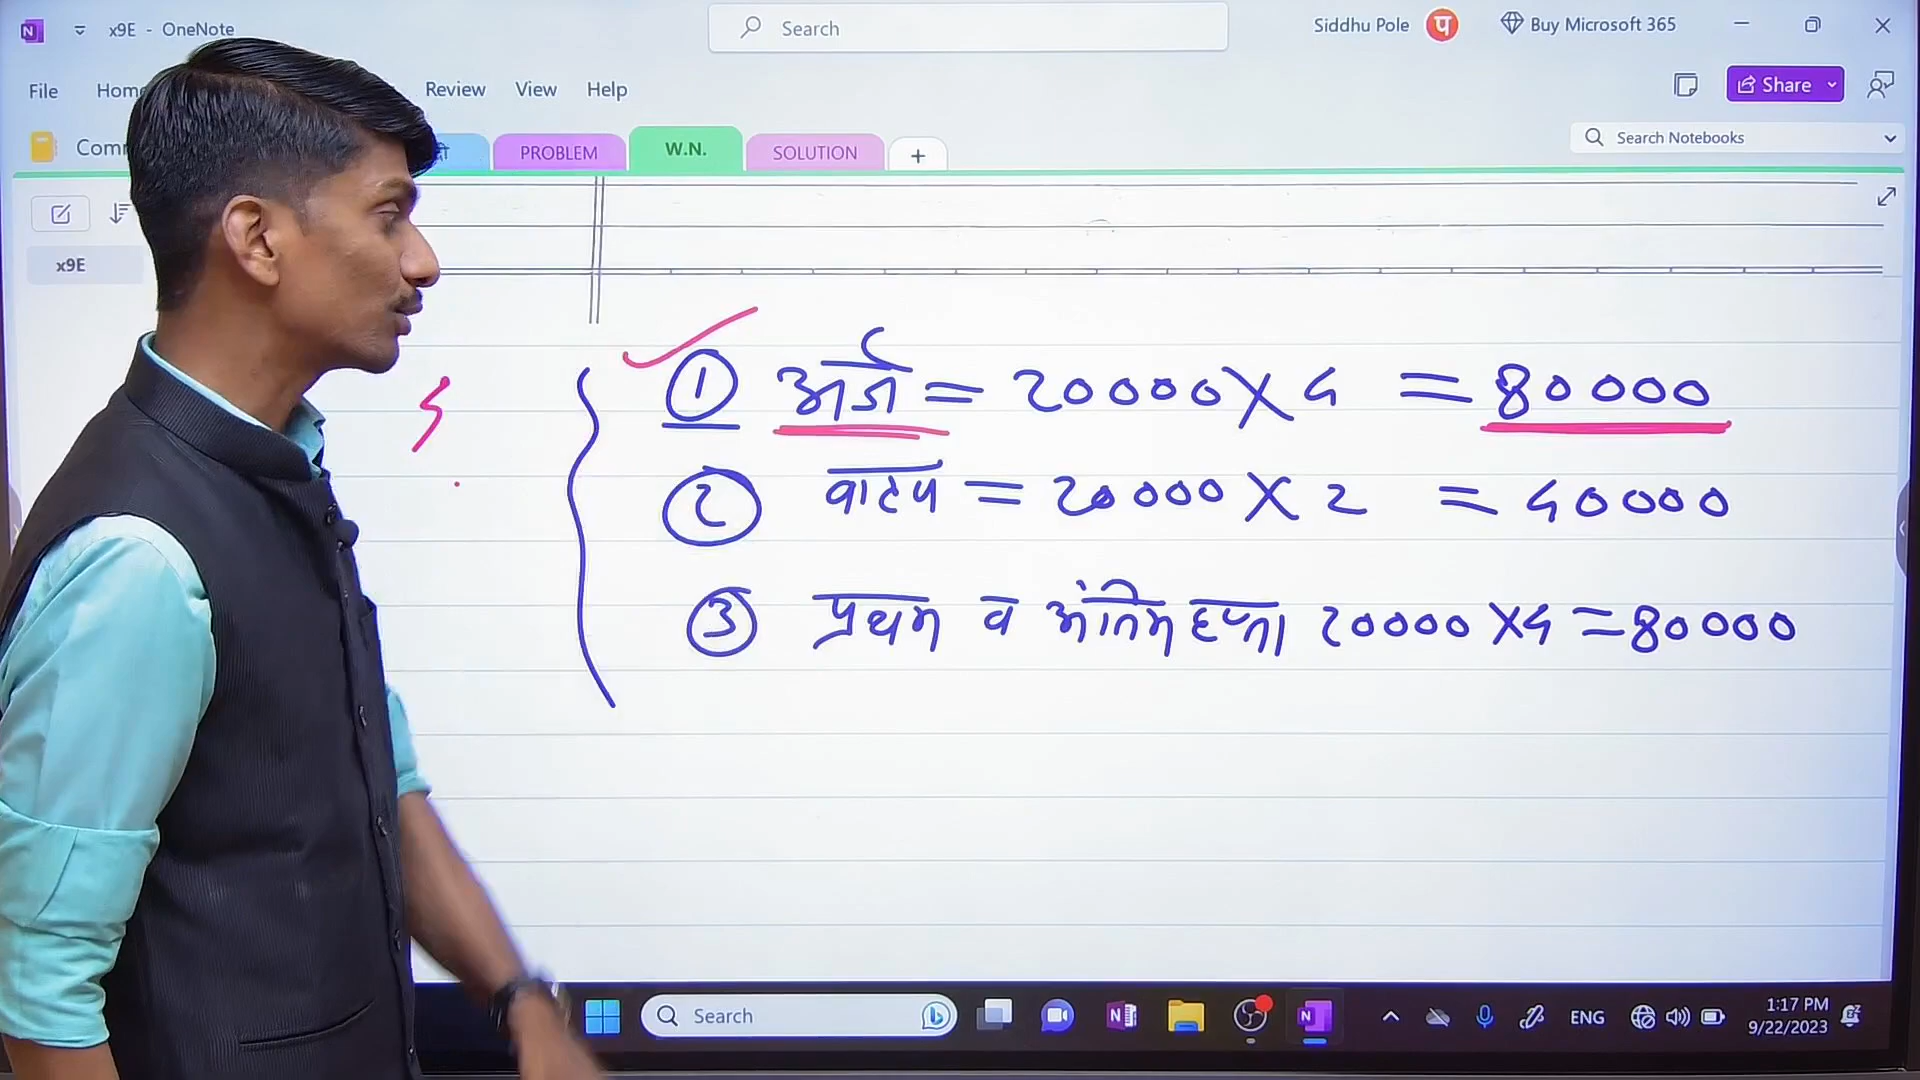 x9E - OneNote
Search
Siddhu Pole
प
Buy Microsoft 365
File
Review View Help
Share
PROBLEM
W.N.
SOLUTION
+
Search Notebooks
x9E
① अर्ज = 20000 X 4 = 80000
② वाटप = 20000 X 2 = 40000
③ प्रथम व अंतिम हप्ता 20000 X 4 = 80000
Search
ENG
1:17 PM
9/22/2023